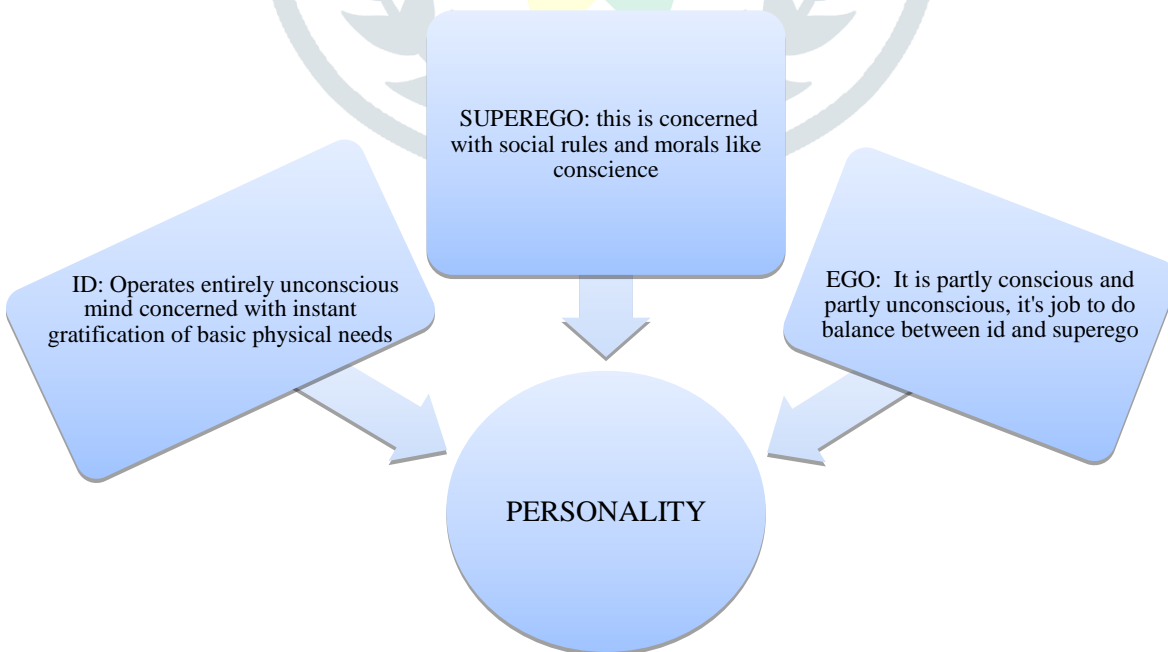 SUPEREGO: this is concerned
with social rules and morals like
conscience
ID: Operates entirely unconscious
mind concerned with instant
gratification of basic physical needs
EGO:  It is partly conscious and
partly unconscious, it's job to do
balance between id and superego
PERSONALITY